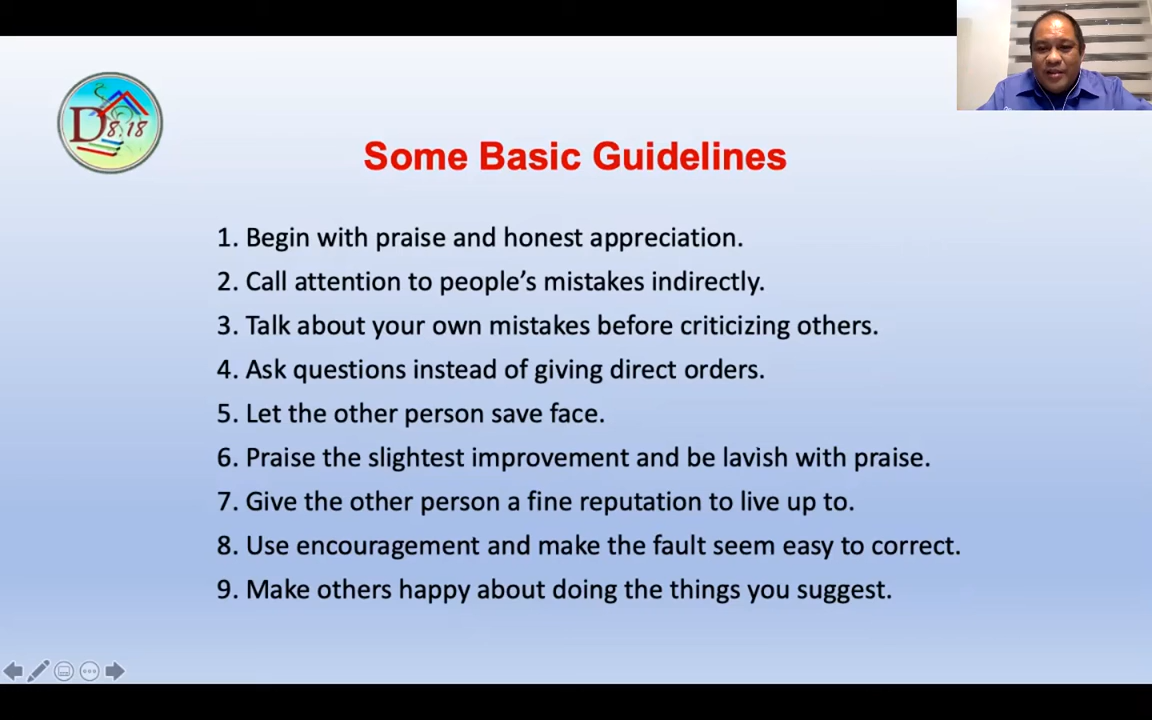 D8:18
Some Basic Guidelines
1. Begin with praise and honest appreciation.
2. Call attention to people’s mistakes indirectly.
3. Talk about your own mistakes before criticizing others.
4. Ask questions instead of giving direct orders.
5. Let the other person save face.
6. Praise the slightest improvement and be lavish with praise.
7. Give the other person a fine reputation to live up to.
8. Use encouragement and make the fault seem easy to correct.
9. Make others happy about doing the things you suggest.